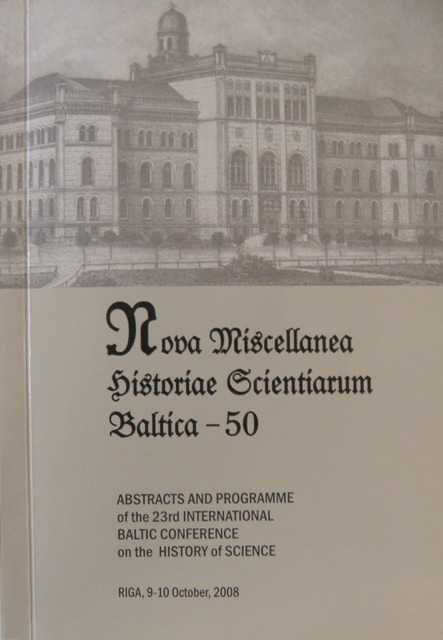 Nova Miscellanea
Historiae Scientiarum
Baltica – 50
ABSTRACTS AND PROGRAMME
of the 23rd INTERNATIONAL
BALTIC CONFERENCE
on the HISTORY of SCIENCE
RIGA, 9-10 October, 2008